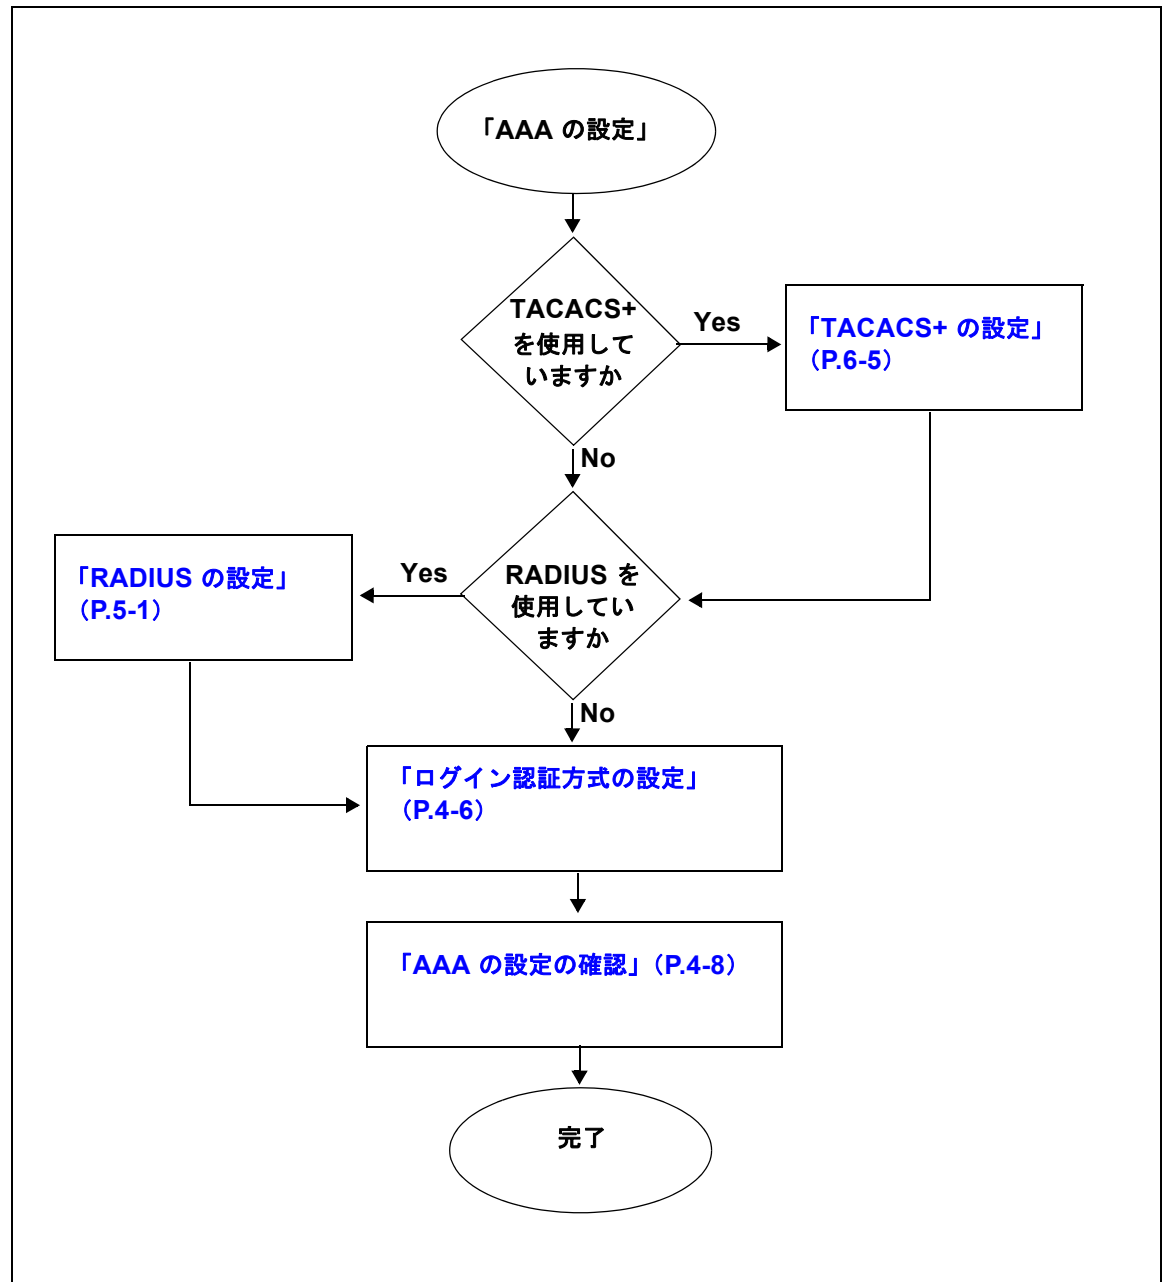 「AAA の設定」
TACACS+
を使用して
いますか
Yes
「TACACS+ の設定」
（P.6-5）
No
RADIUS を
使用してい
ますか
Yes
「RADIUS の設定」
（P.5-1）
No
「ログイン認証方式の設定」
（P.4-6）
「AAA の設定の確認」（P.4-8）
完了